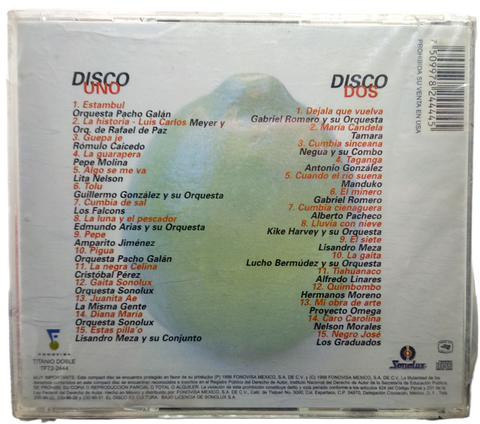 DISCO
UNO
1. Estambul
Orquesta Pacho Galán
2. La historia - Luis Carlos Meyer y
Orq. de Rafael de Paz
3. Guepa je
Rómulo Caicedo
4. La guarapera
Pepe Molina
5. Algo se me va
Lita Nelson
6. Tolu
Guillermo González y su Orquesta
7. Cumbia de sal
Los Falcons
8. La luna y el pescador
Edmundo Arias y su Orquesta
9. Pepe
Amparito Jiménez
10. Pigua
Orquesta Pacho Galán
11. La negra Celina
Cristóbal Pérez
12. Gaita Sonolux
Orquesta Sonolux
13. Juanita Ae
La Misma Gente
14. Diana María
Orquesta Sonolux
15. Estas pilla'o
Lisandro Meza y su Conjunto
DISCO
DOS
1. Dejala que vuelva
Gabriel Romero y su Orquesta
2. María Candela
Tamara
3. Cumbia sinceana
Negua y su Combo
4. Taganga
Antonio González
5. Cuando el río suena
Manduko
6. El minero
Gabriel Romero
7. Cumbia cienaguera
Alberto Pacheco
8. Lluvia con nieve
Kike Harvey y su Orquesta
9. El siete
Lisandro Meza
10. La gaita
Lucho Bermúdez y su Orquesta
11. Tiahuanaco
Alfredo Linares
12. Quimbombo
Hermanos Moreno
13. Mi obra de arte
Proyecto Omega
14. Caro Carolina
Nelson Morales
15. Negro José
Los Graduados
7 509978 244445
PROHIBIDA SU VENTA EN USA
FONOVISA
TITANIO DOBLE
TFT2-2444
Sonolux